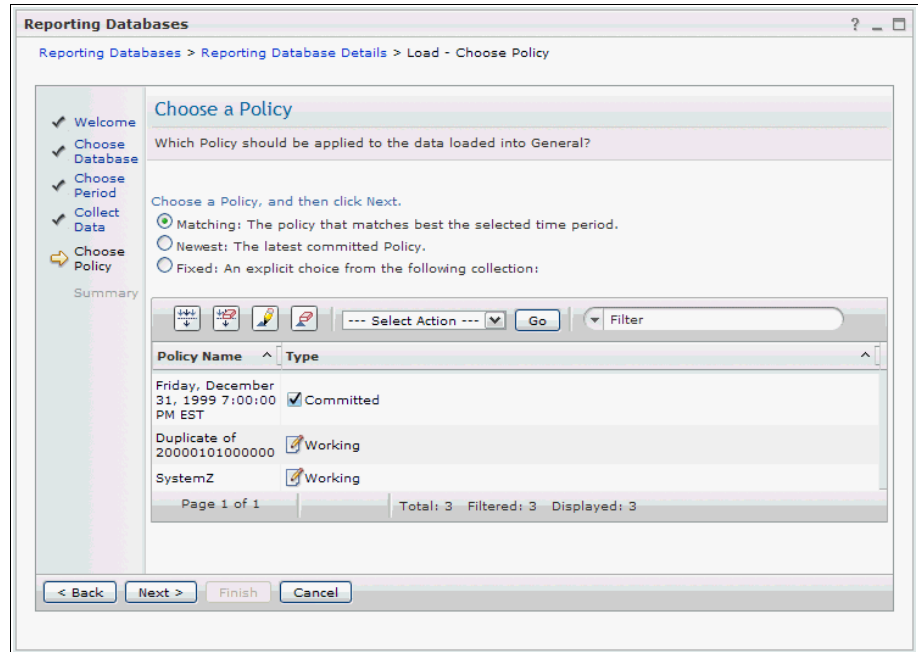 Reporting Databases
?
Reporting Databases > Reporting Database Details > Load - Choose Policy
Welcome
Choose
Database
Choose
Period
Collect
Data
Choose
Policy
Summary
Choose a Policy
Which Policy should be applied to the data loaded into General?
Choose a Policy, and then click Next.
Matching: The policy that matches best the selected time period.
Newest: The latest committed Policy.
Fixed: An explicit choice from the following collection:
--- Select Action --- Go Filter
Policy Name Type
Friday, December
31, 1999 7:00:00
PM EST
Committed
Duplicate of
20000101000000
Working
SystemZ Working
Page 1 of 1 Total: 3 Filtered: 3 Displayed: 3
< Back Next > Finish Cancel